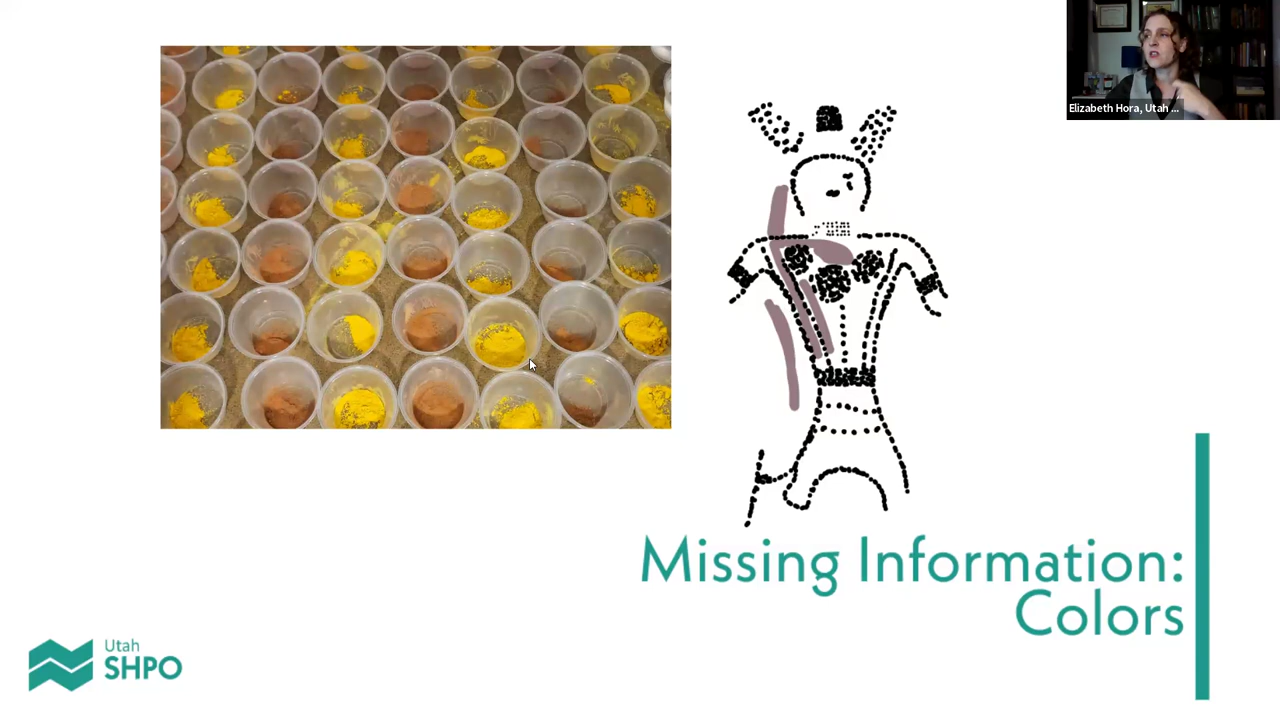 Elizabeth Hora, Utah ...
Missing Information:
Colors
Utah
SHPO